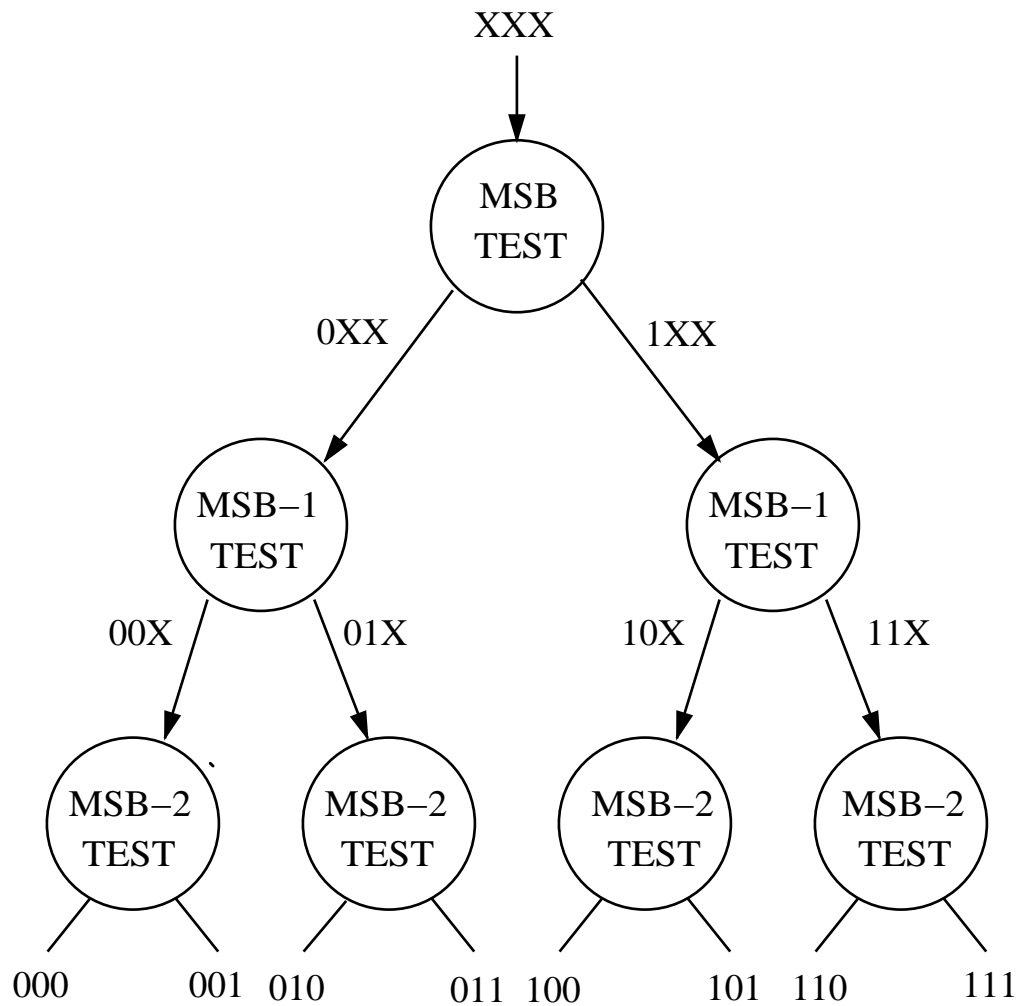 XXX
MSB
TEST
0XX
1XX
MSB−1
TEST
MSB−1
TEST
00X
01X
10X
11X
MSB−2
TEST
MSB−2
TEST
MSB−2
TEST
MSB−2
TEST
000
001
010
011
100
101
110
111